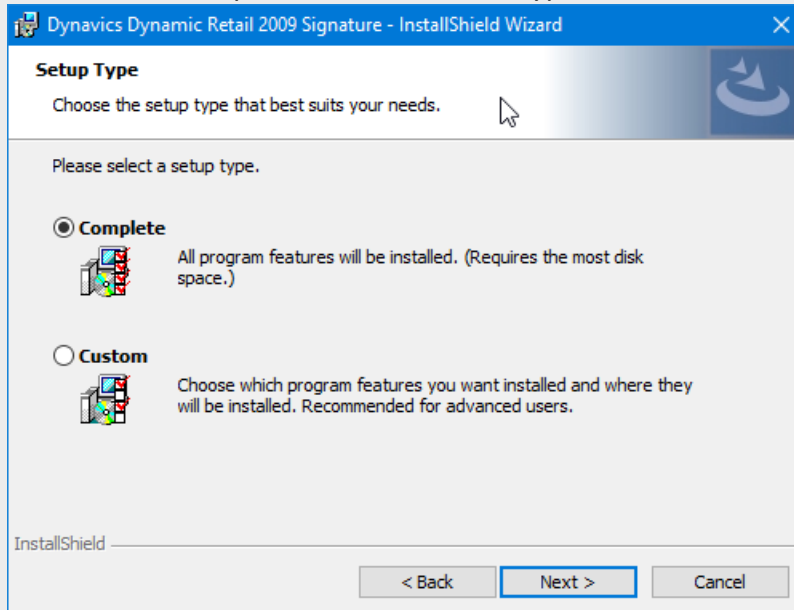 Dynavics Dynamic Retail 2009 Signature - InstallShield Wizard
Setup Type
Choose the setup type that best suits your needs.
Please select a setup type.
Complete
All program features will be installed. (Requires the most disk
space.)
Custom
Choose which program features you want installed and where they
will be installed. Recommended for advanced users.
InstallShield
< Back Next > Cancel